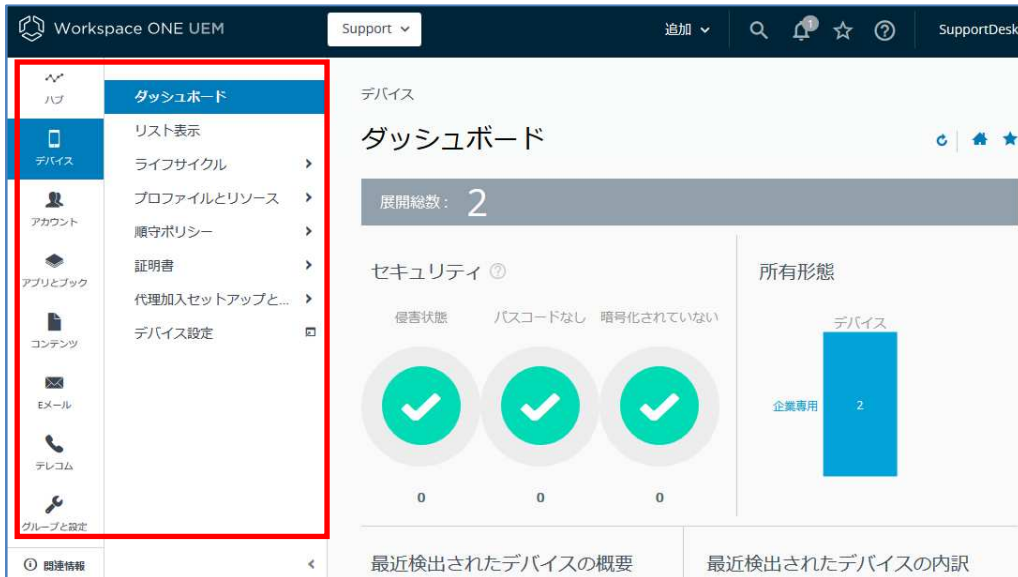 Workspace ONE UEM
Support
追加
1
SupportDesk
ハブ
デバイス
アカウント
アプリとブック
コンテンツ
Eメール
テレコム
グループと設定
関連情報
ダッシュボード
リスト表示
ライフサイクル
プロファイルとリソース
順守ポリシー
証明書
代理加入セットアップと...
デバイス設定
デバイス
ダッシュボード
展開総数: 2
セキュリティ
侵害状態 パスコードなし 暗号化されていない
0 0 0
所有形態
デバイス
企業専用 2
最近検出されたデバイスの概要
最近検出されたデバイスの内訳